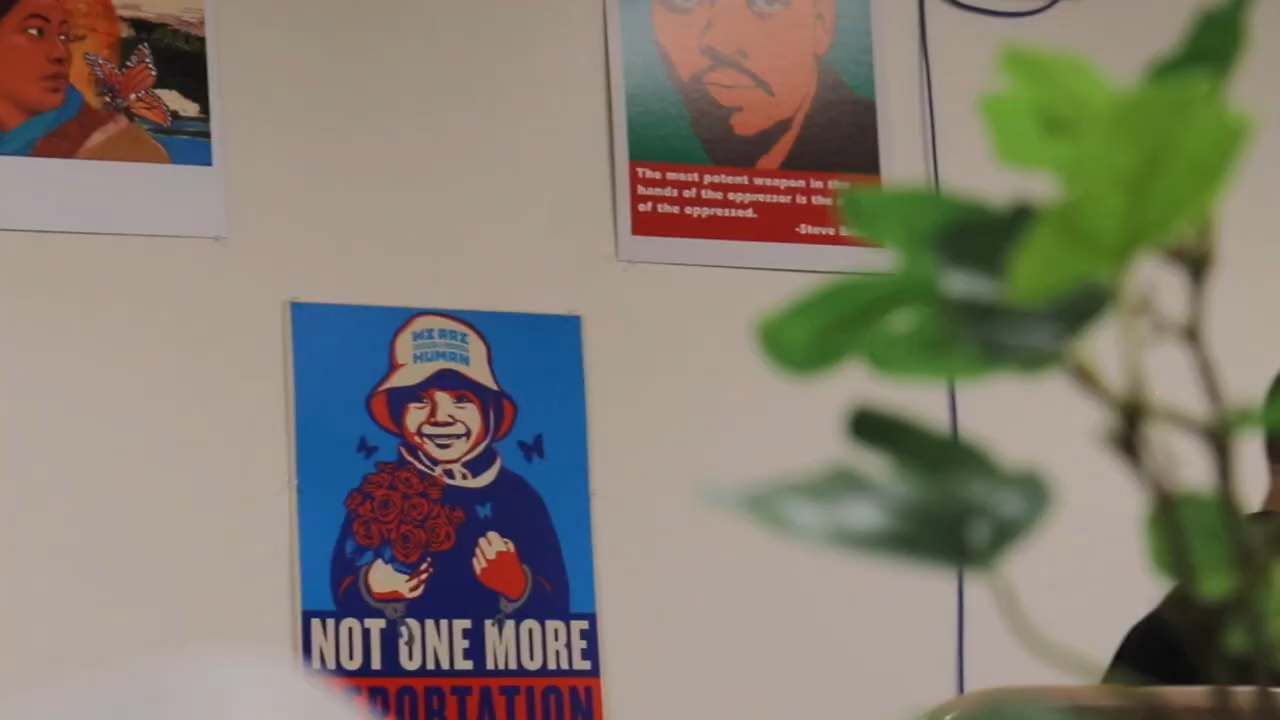 The most potent weapon in the
hands of the oppressor is the
of the oppressed.
-Steve
WE ARE
HUMAN
NOT ONE MORE